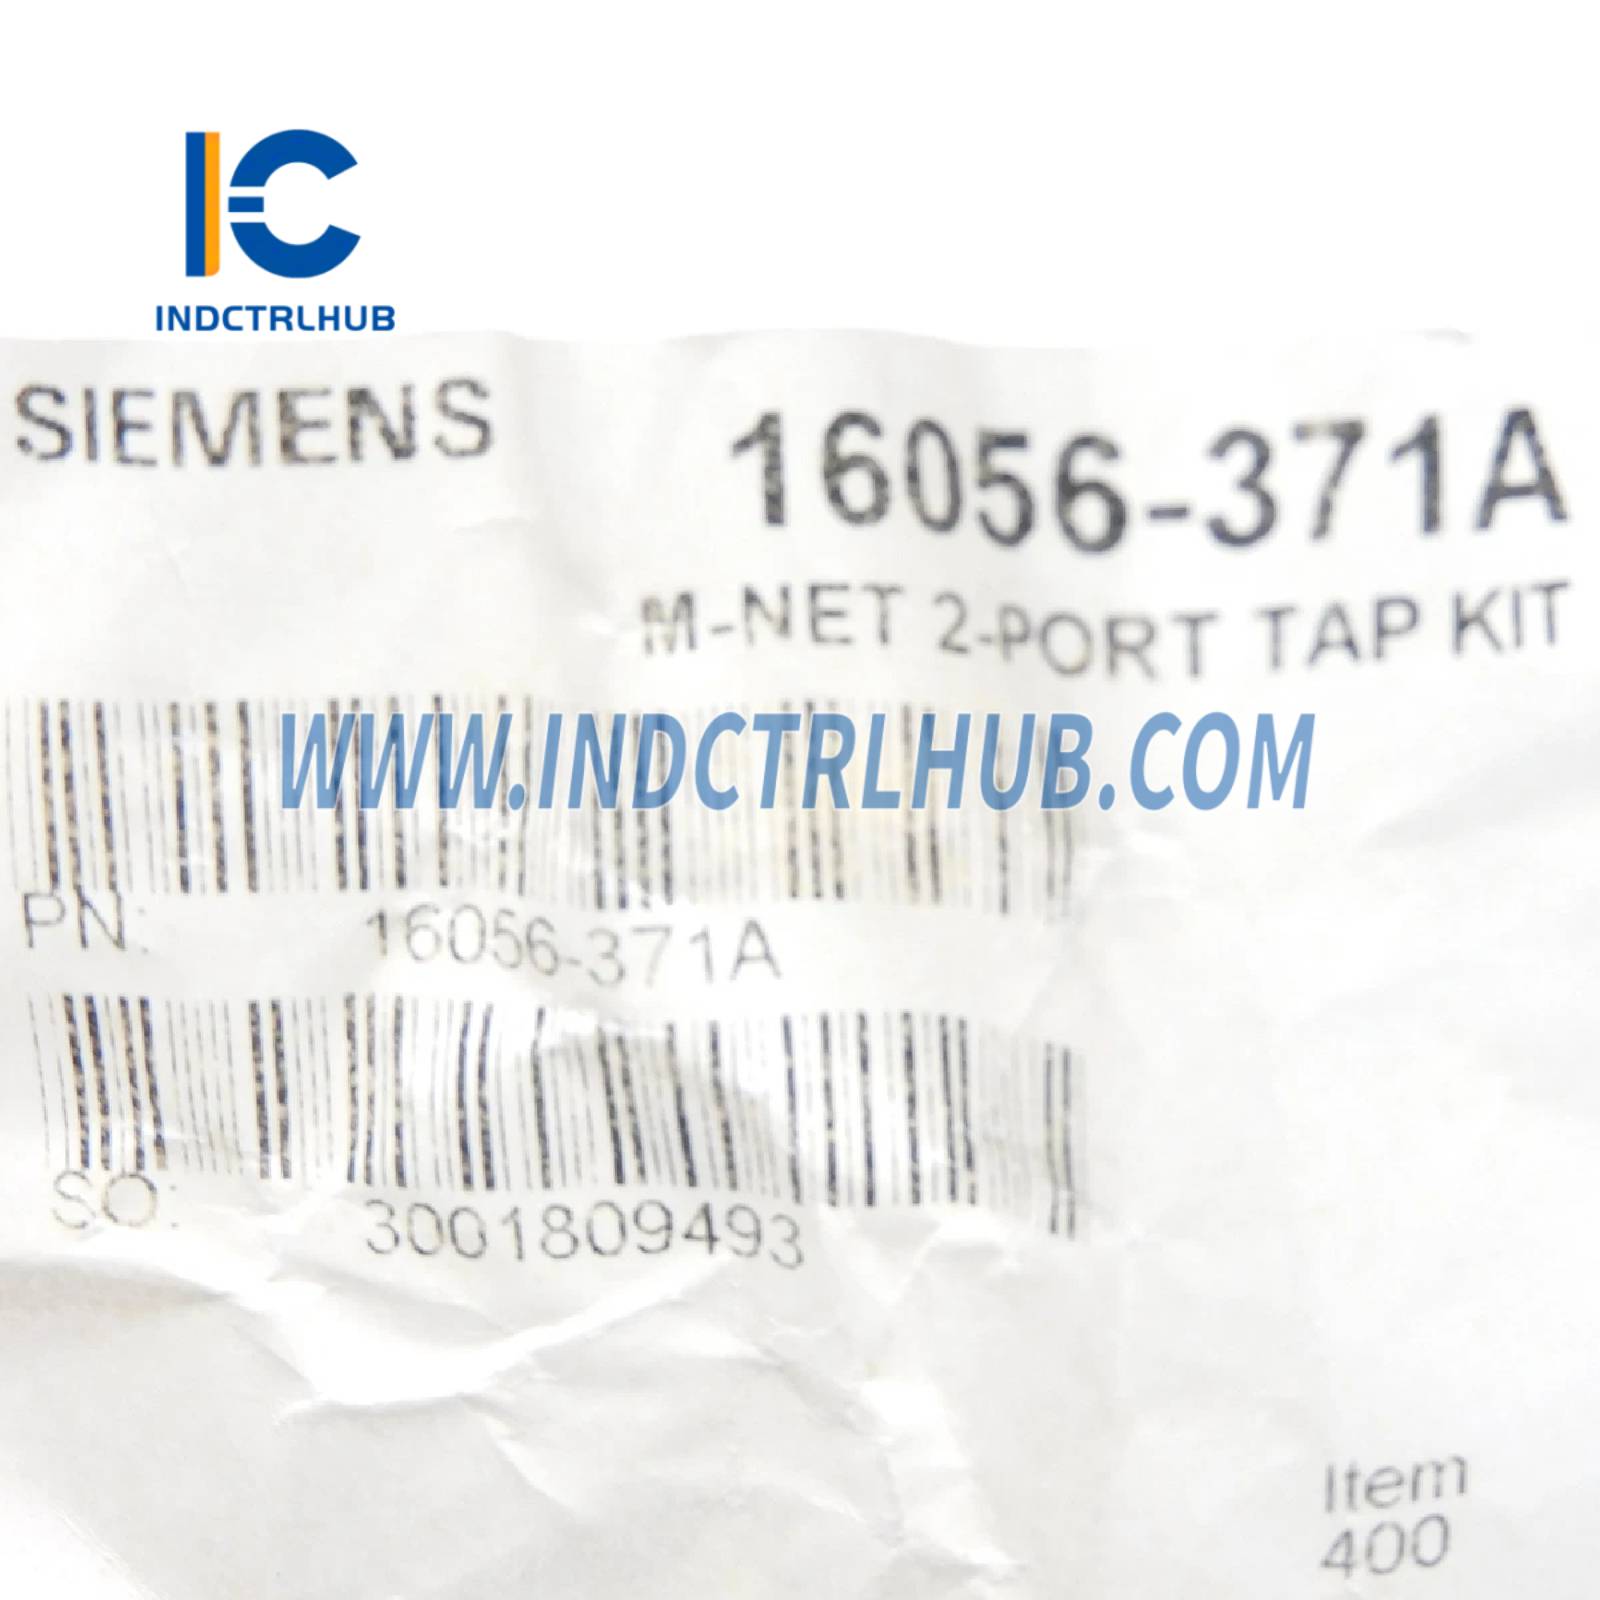 IC
INDCTRLHUB
SIEMENS
16056-371A
M-NET 2-PORT TAP KIT
WWW.INDCTRLHUB.COM
PN: 16056-371A
SO: 3001809493
Item
400